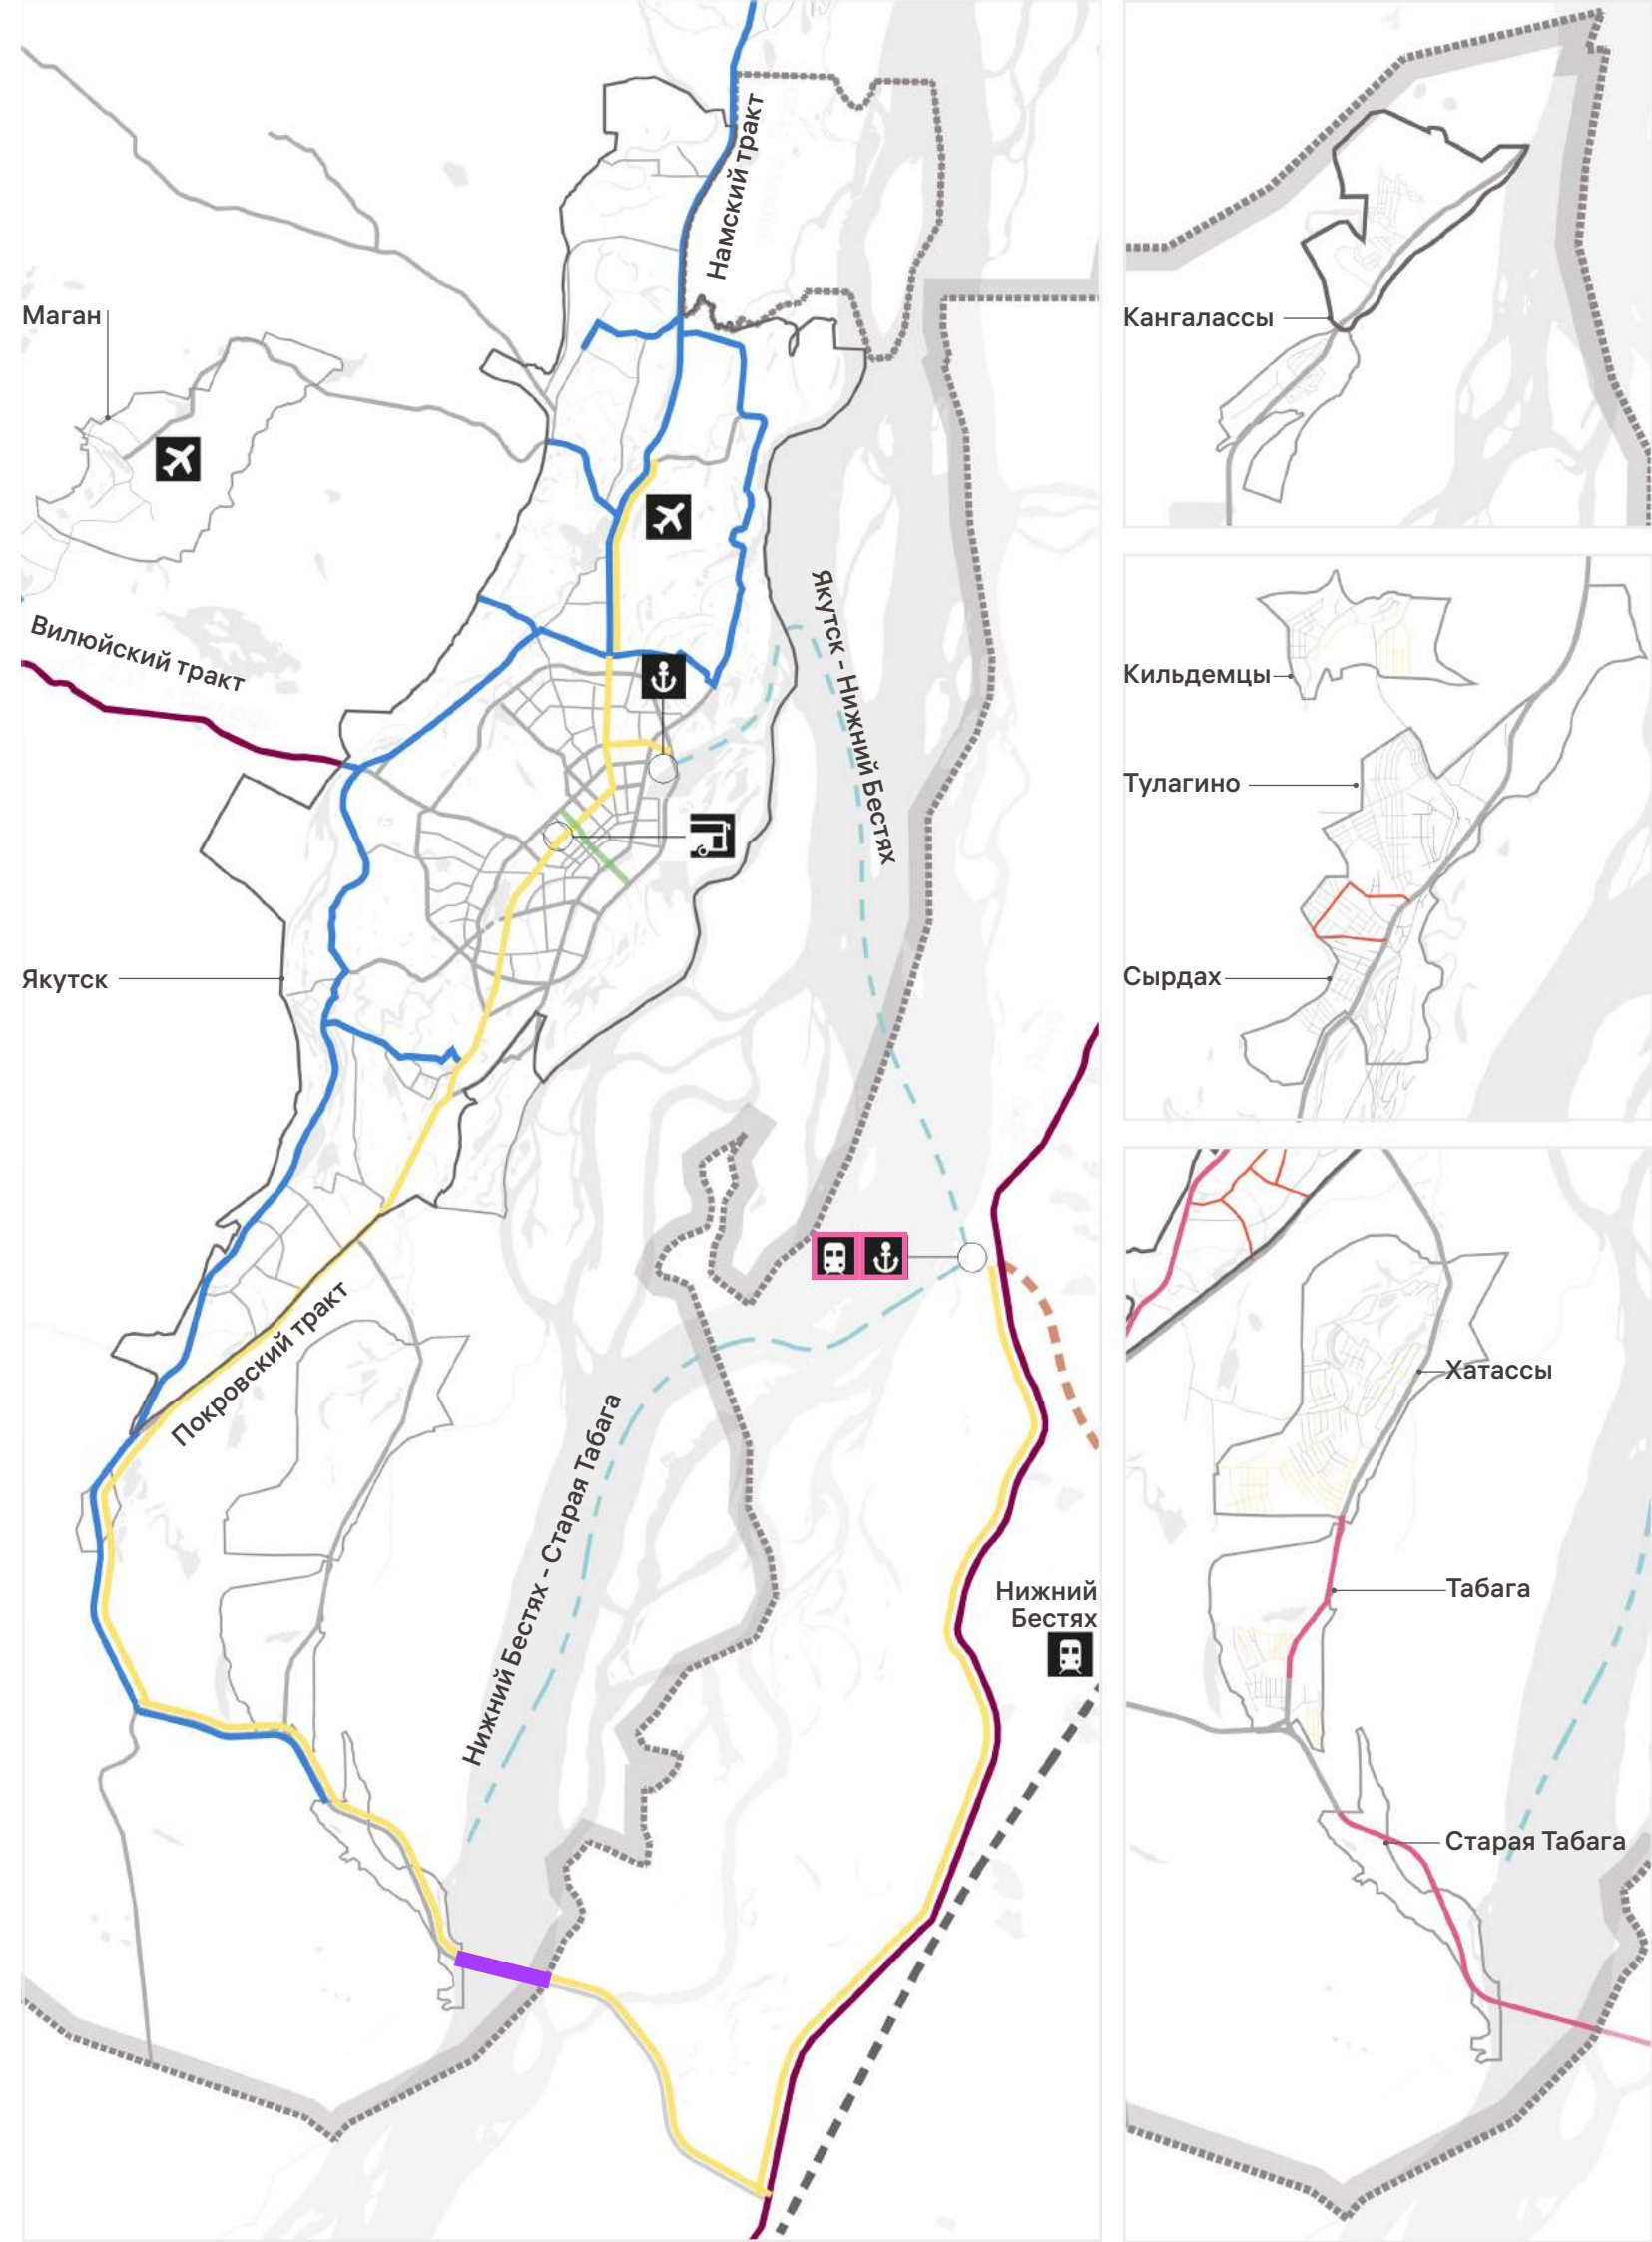 Намский тракт
Маган
Вилюйский тракт
Якутск - Нижний Бестях
Якутск
Покровский тракт
Нижний Бестях - Старая Табага
Нижний
Бестях
Кангалассы
Кильдемцы
Тулагино
Сырдах
Хатассы
Табага
Старая Табага